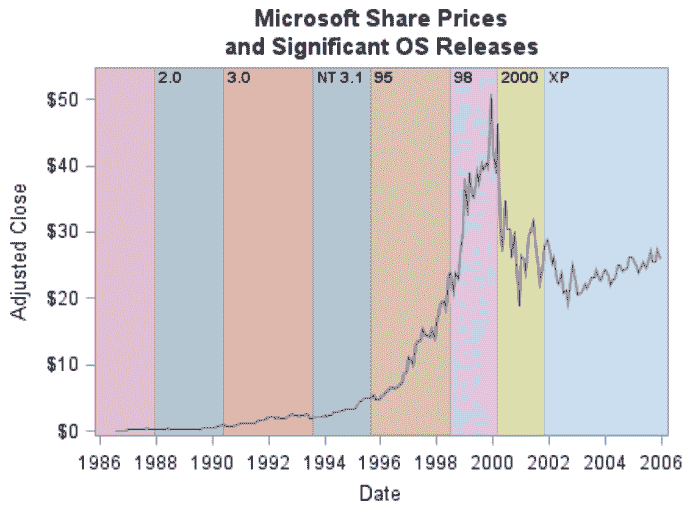 Microsoft Share Prices
and Significant OS Releases
2.0 3.0 NT 3.1 95 98 2000 XP
$50
$40
$30
$20
$10
$0
Adjusted Close
1986 1988 1990 1992 1994 1996 1998 2000 2002 2004 2006
Date